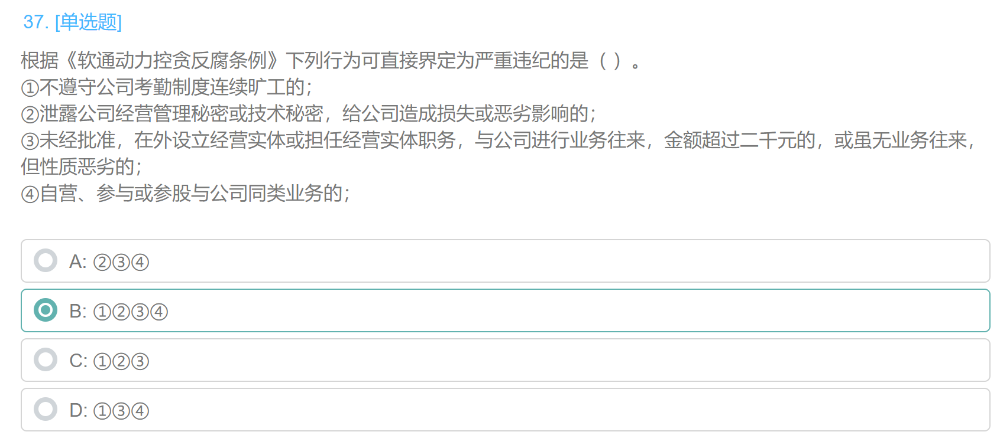 37. [单选题]
根据《软通动力控贪反腐条例》下列行为可直接界定为严重违纪的是（ ）。
①不遵守公司考勤制度连续旷工的；
②泄露公司经营管理秘密或技术秘密，给公司造成损失或恶劣影响的；
③未经批准，在外设立经营实体或担任经营实体职务，与公司进行业务往来，金额超过二千元的，或虽无业务往来，
但性质恶劣的；
④自营、参与或参股与公司同类业务的；
A: ②③④
B: ①②③④
C: ①②③
D: ①③④